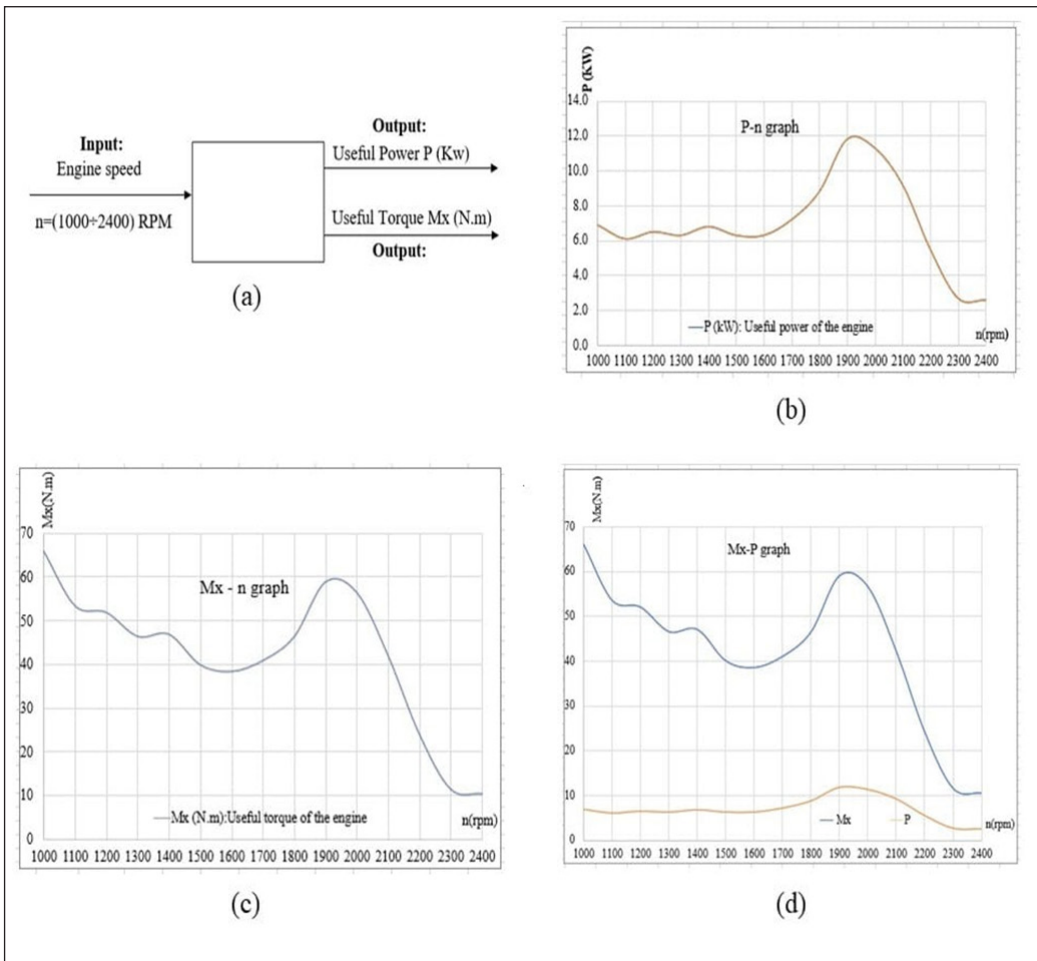 Input:
Engine speed
n=(1000÷2400) RPM
Output:
Useful Power P (Kw)
Useful Torque Mx (N.m)
Output:
(a)
P (KW)
14.0
12.0
10.0
8.0
6.0
4.0
2.0
0.0
P-n graph
P (kW): Useful power of the engine
n(rpm)
1000 1100 1200 1300 1400 1500 1600 1700 1800 1900 2000 2100 2200 2300 2400
(b)
Mx(N.m)
70
60
50
40
30
20
10
0
Mx - n graph
Mx (N.m):Useful torque of the engine
n(rpm)
1000 1100 1200 1300 1400 1500 1600 1700 1800 1900 2000 2100 2200 2300 2400
(c)
Mx(N.m)
70
60
50
40
30
20
10
0
Mx-P graph
Mx P
n(rpm)
1000 1100 1200 1300 1400 1500 1600 1700 1800 1900 2000 2100 2200 2300 2400
(d)